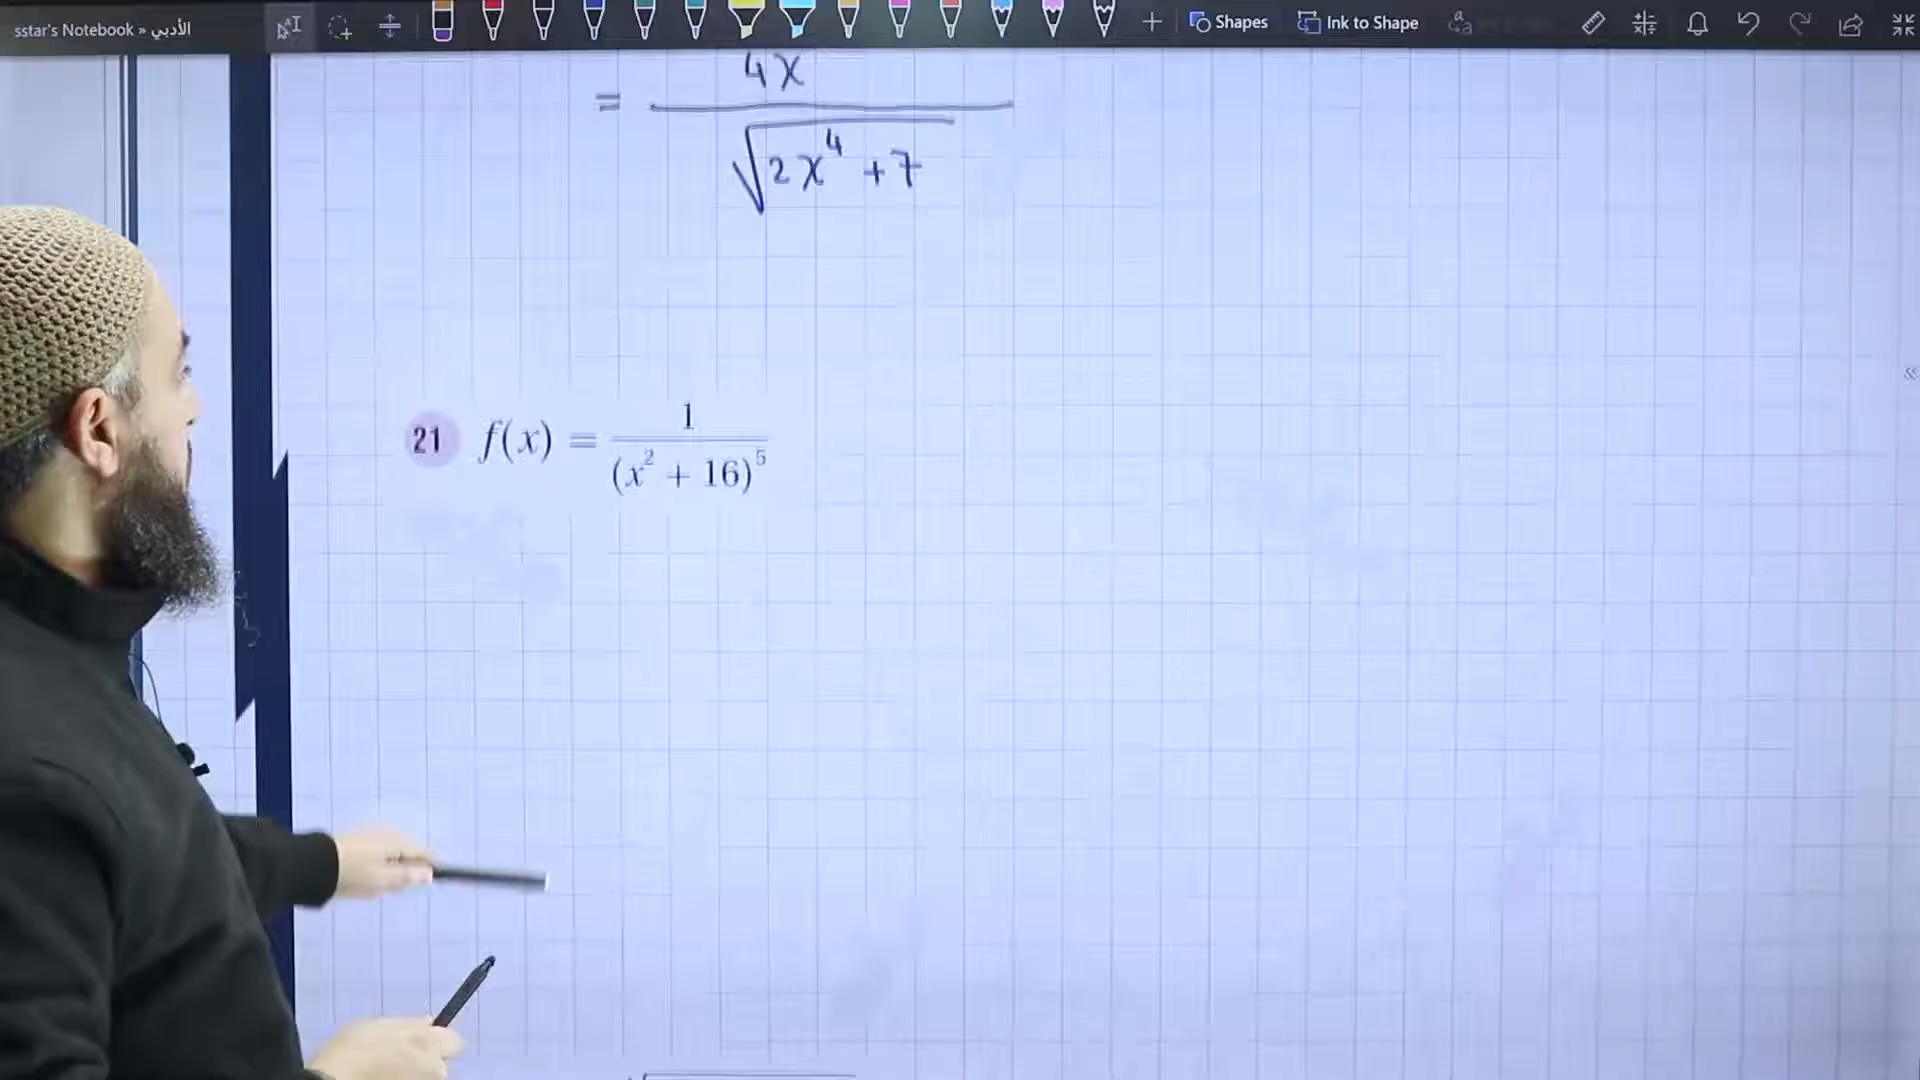 sstar's Notebook » الأدبي
Shapes
Ink to Shape
= 4x / √(2x⁴ + 7)
21 f(x) = 1 / (x² + 16)⁵